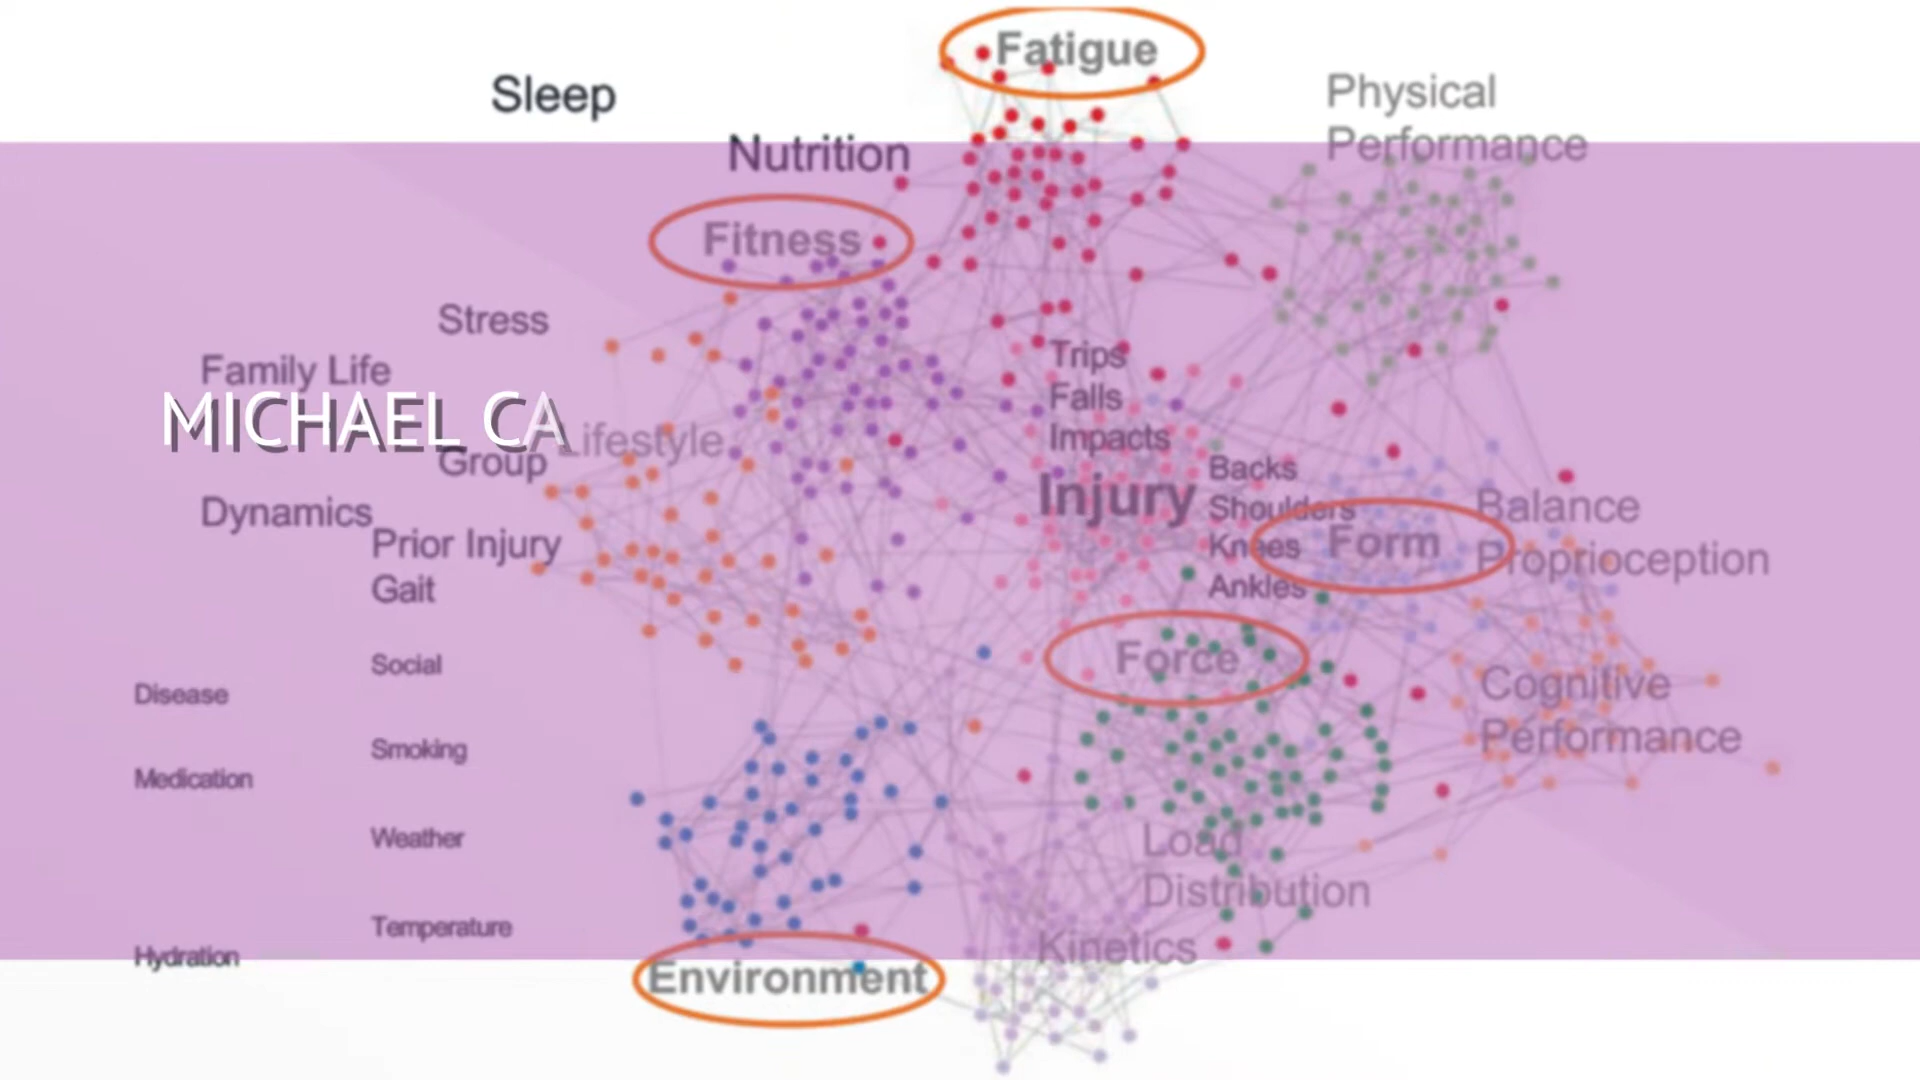 Fatigue
Sleep
Physical
Performance
Nutrition
Fitness
Stress
Family Life
Trips
Falls
Impacts
MICHAEL CA
Lifestyle
Group
Dynamics
Backs
Injury
Shoulders
Knees
Ankles
Form
Balance
Proprioception
Prior Injury
Gait
Social
Force
Disease
Cognitive
Performance
Smoking
Medication
Weather
Load
Distribution
Temperature
Kinetics
Hydration
Environment